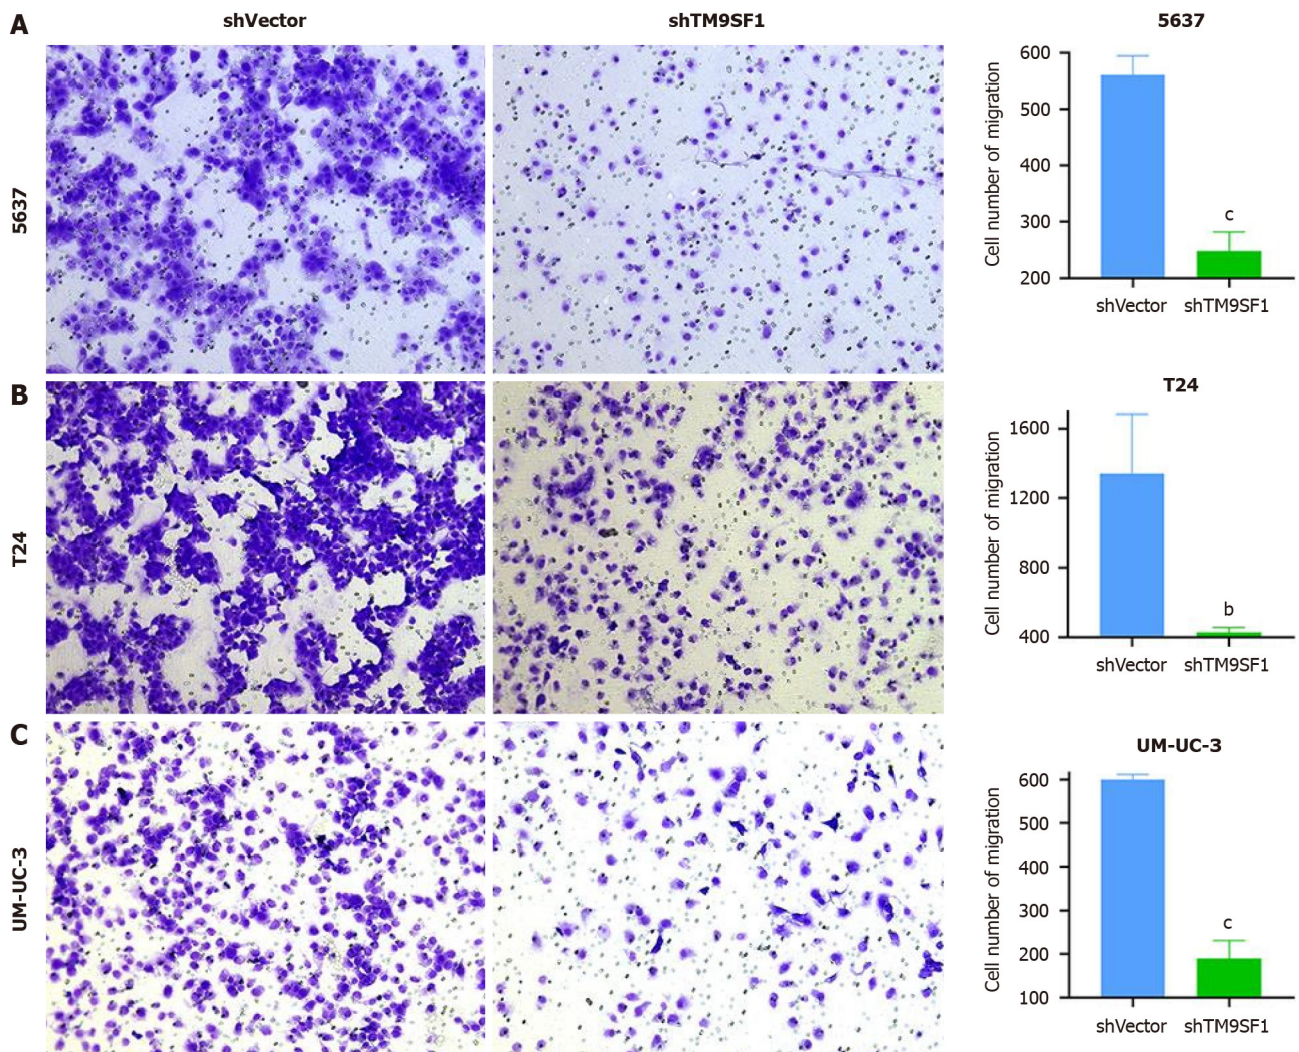 A
shVector
shTM9SF1
5637
5637
Cell number of migration
600
500
400
300
200
c
shVector
shTM9SF1
B
T24
T24
Cell number of migration
1600
1200
800
400
b
shVector
shTM9SF1
C
UM-UC-3
UM-UC-3
Cell number of migration
600
500
400
300
200
100
c
shVector
shTM9SF1